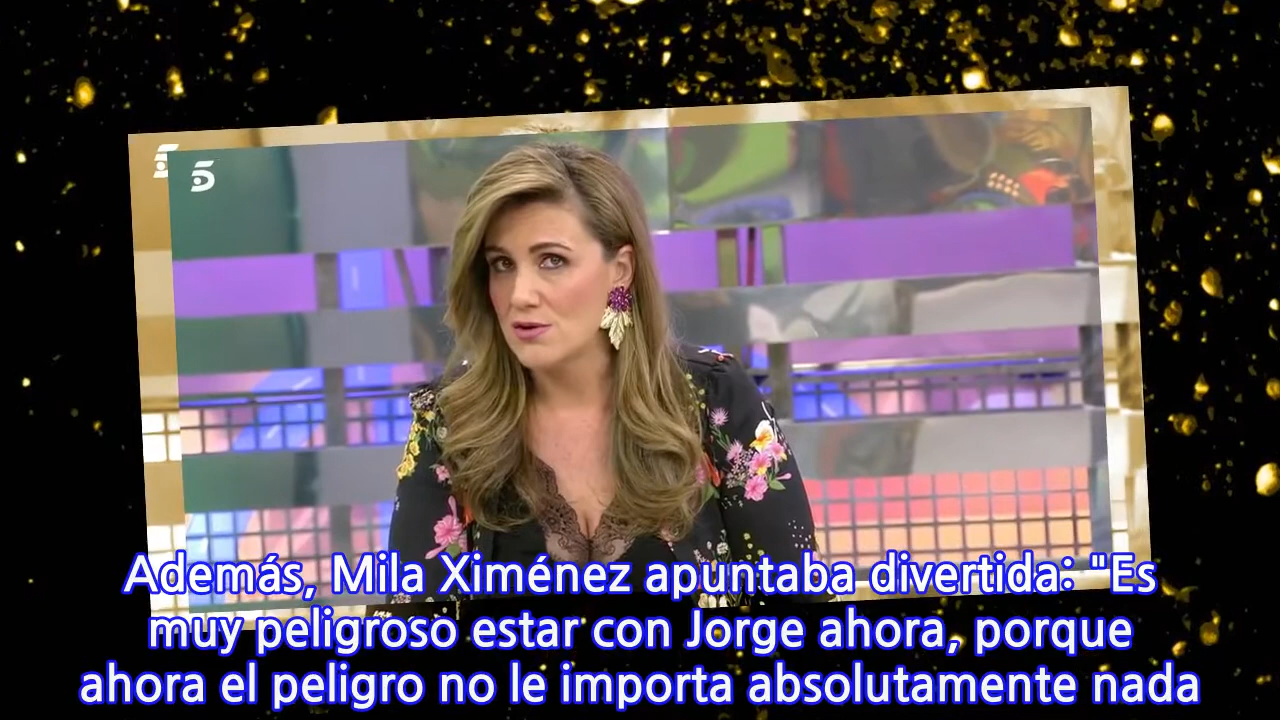 5
Además, Mila Ximénez apuntaba divertida: "Es
muy peligroso estar con Jorge ahora, porque
ahora el peligro no le importa absolutamente nada